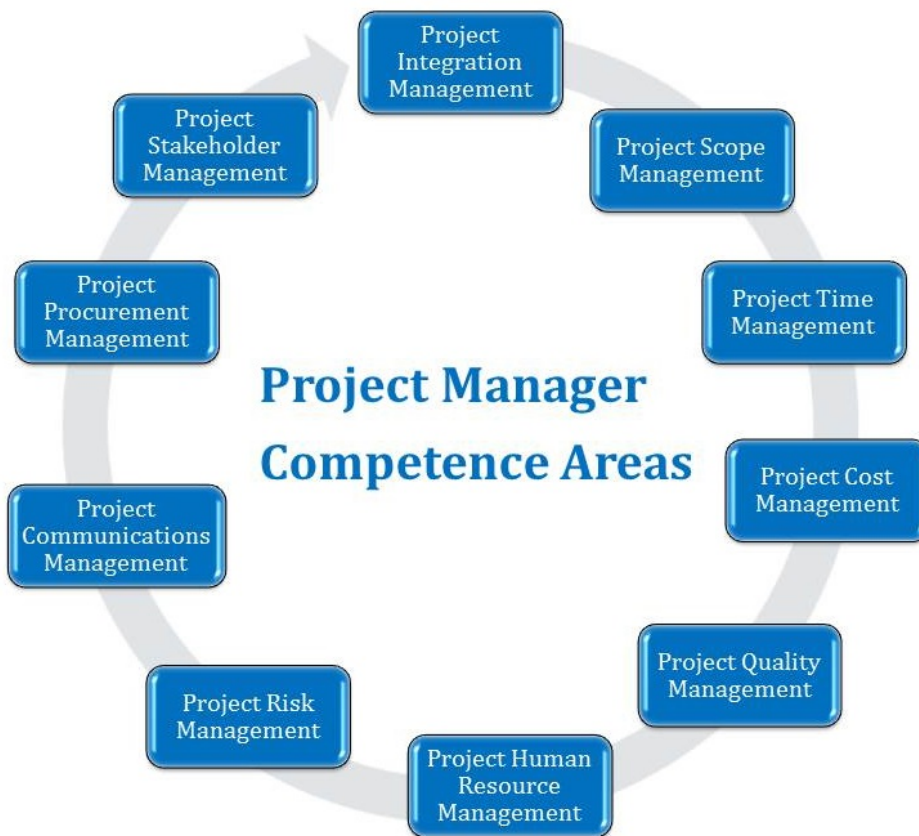 Project
Integration
Management
Project Scope
Management
Project Time
Management
Project Cost
Management
Project Quality
Management
Project Human
Resource
Management
Project Risk
Management
Project
Communications
Management
Project
Procurement
Management
Project
Stakeholder
Management
Project Manager
Competence Areas